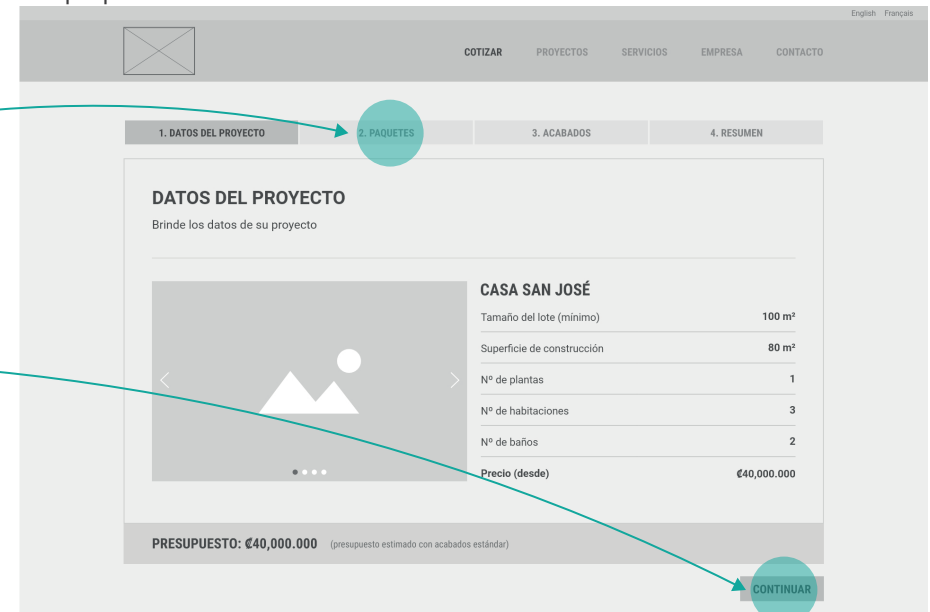 English Français
COTIZAR PROYECTOS SERVICIOS EMPRESA CONTACTO
1. DATOS DEL PROYECTO 2. PAQUETES 3. ACABADOS 4. RESUMEN
DATOS DEL PROYECTO
Brinde los datos de su proyecto
CASA SAN JOSÉ
Tamaño del lote (mínimo) 100 m²
Superficie de construcción 80 m²
Nº de plantas 1
Nº de habitaciones 3
Nº de baños 2
Precio (desde) ₡40,000.000
PRESUPUESTO: ₡40,000.000 (presupuesto estimado con acabados estándar)
CONTINUAR